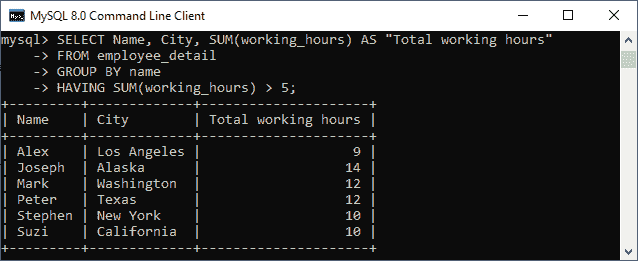 MySQL 8.0 Command Line Client
mysql> SELECT Name, City, SUM(working_hours) AS "Total working hours"
    -> FROM employee_detail
    -> GROUP BY name
    -> HAVING SUM(working_hours) > 5;
+---------+-------------+---------------------+
| Name    | City        | Total working hours |
+---------+-------------+---------------------+
| Alex    | Los Angeles |                   9 |
| Joseph  | Alaska      |                  14 |
| Mark    | Washington  |                  12 |
| Peter   | Texas       |                  12 |
| Stephen | New York    |                  10 |
| Suzi    | California  |                  10 |
+---------+-------------+---------------------+